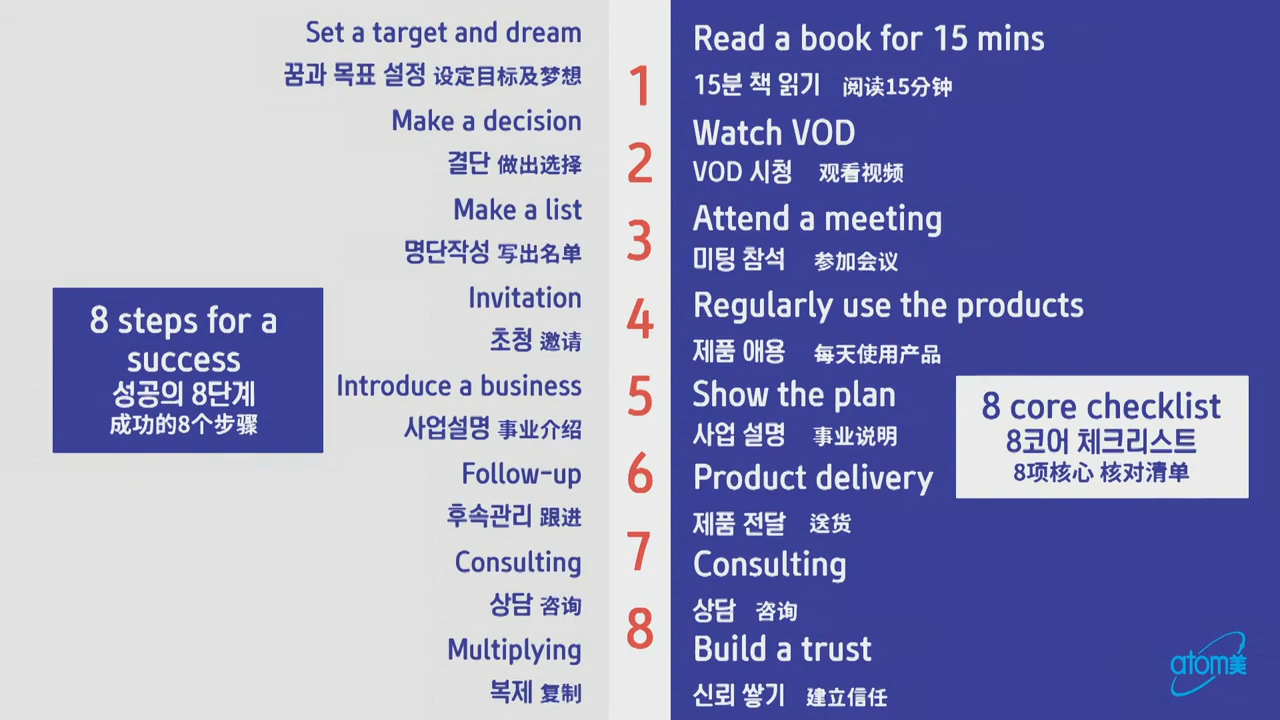 Set a target and dream
꿈과 목표 설정 设定目标及梦想
Make a decision
결단 做出选择
Make a list
명단작성 写出名单
Invitation
초청 邀请
Introduce a business
사업설명 事业介绍
Follow-up
후속관리 跟进
Consulting
상담 咨询
Multiplying
복제 复制
8 steps for a
success
성공의 8단계
成功的8个步骤
1
2
3
4
5
6
7
8
Read a book for 15 mins
15분 책 읽기 阅读15分钟
Watch VOD
VOD 시청 观看视频
Attend a meeting
미팅 참석 参加会议
Regularly use the products
제품 애용 每天使用产品
Show the plan
사업 설명 事业说明
Product delivery
제품 전달 送货
Consulting
상담 咨询
Build a trust
신뢰 쌓기 建立信任
8 core checklist
8코어 체크리스트
8项核心 核对清单
atom美